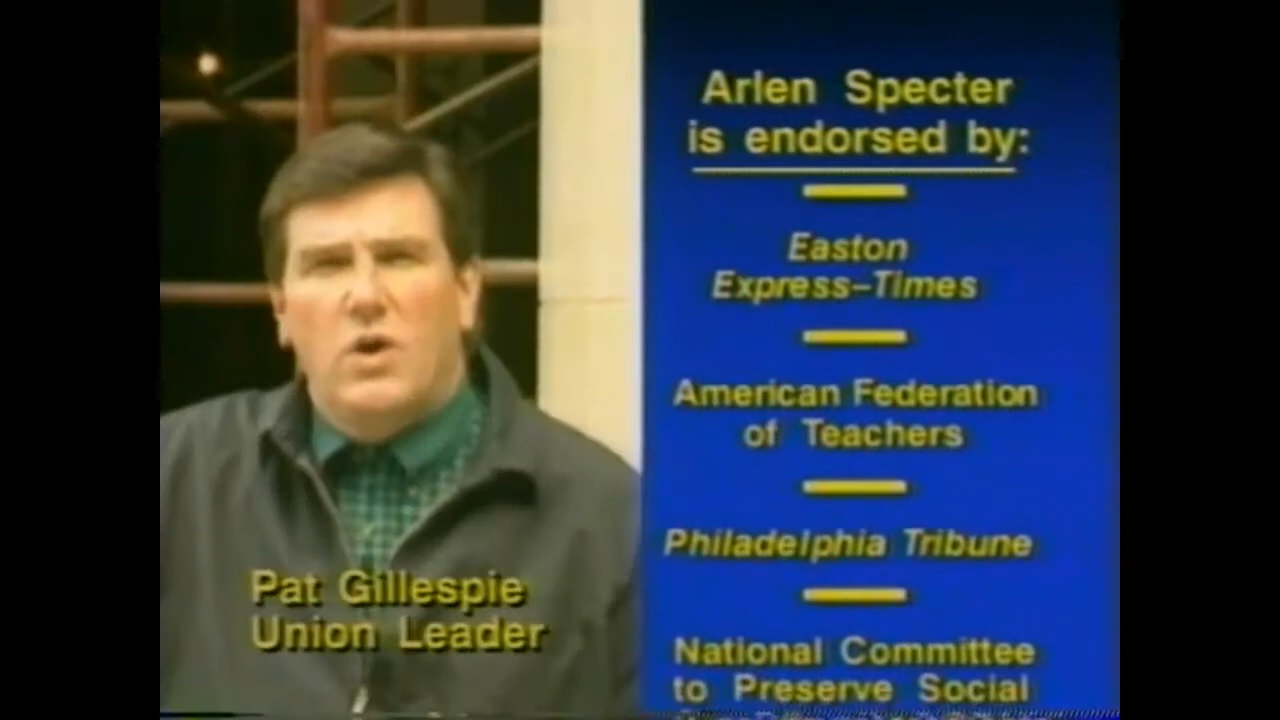 Arlen Specter
is endorsed by:
Easton
Express-Times
American Federation
of Teachers
Philadelphia Tribune
National Committee
to Preserve Social
Pat Gillespie
Union Leader